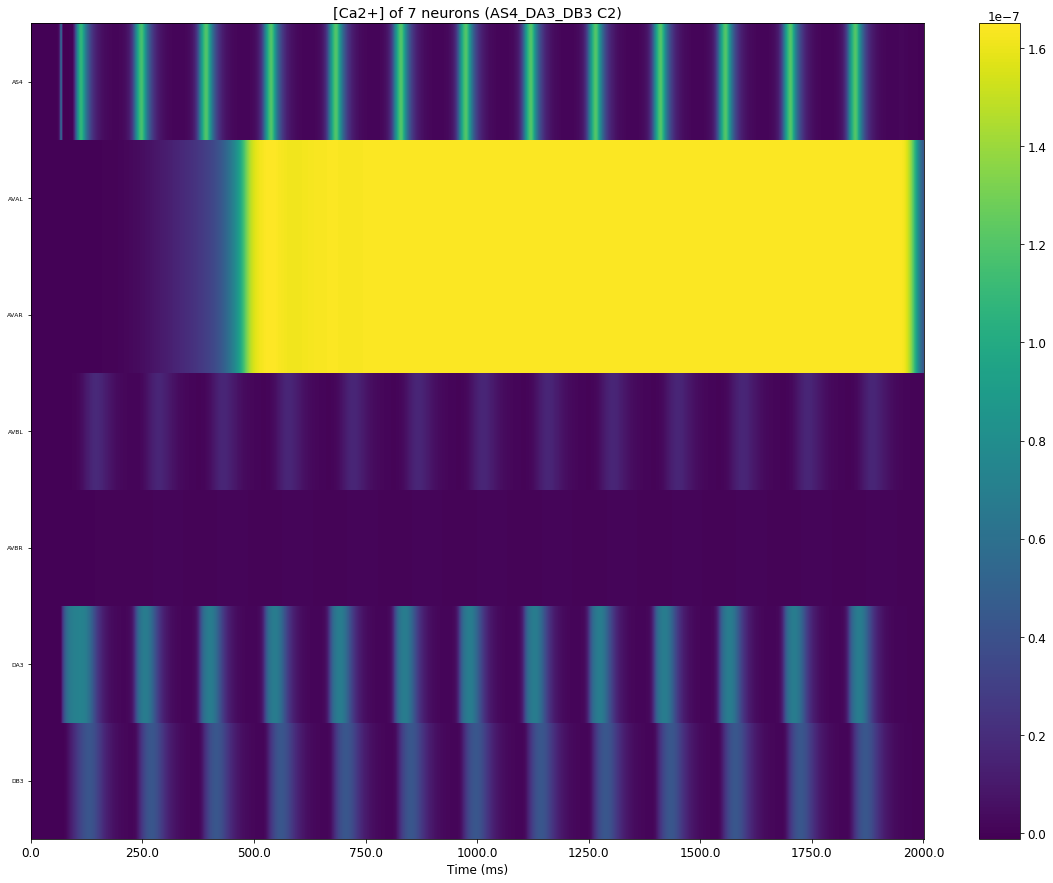 [Ca2+] of 7 neurons (AS4_DA3_DB3 C2)
1e−7
AS4
AVAL
AVAR
AVBL
AVBR
DA3
DB3
1.6
1.4
1.2
1.0
0.8
0.6
0.4
0.2
0.0
0.0 250.0 500.0 750.0 1000.0 1250.0 1500.0 1750.0 2000.0
Time (ms)